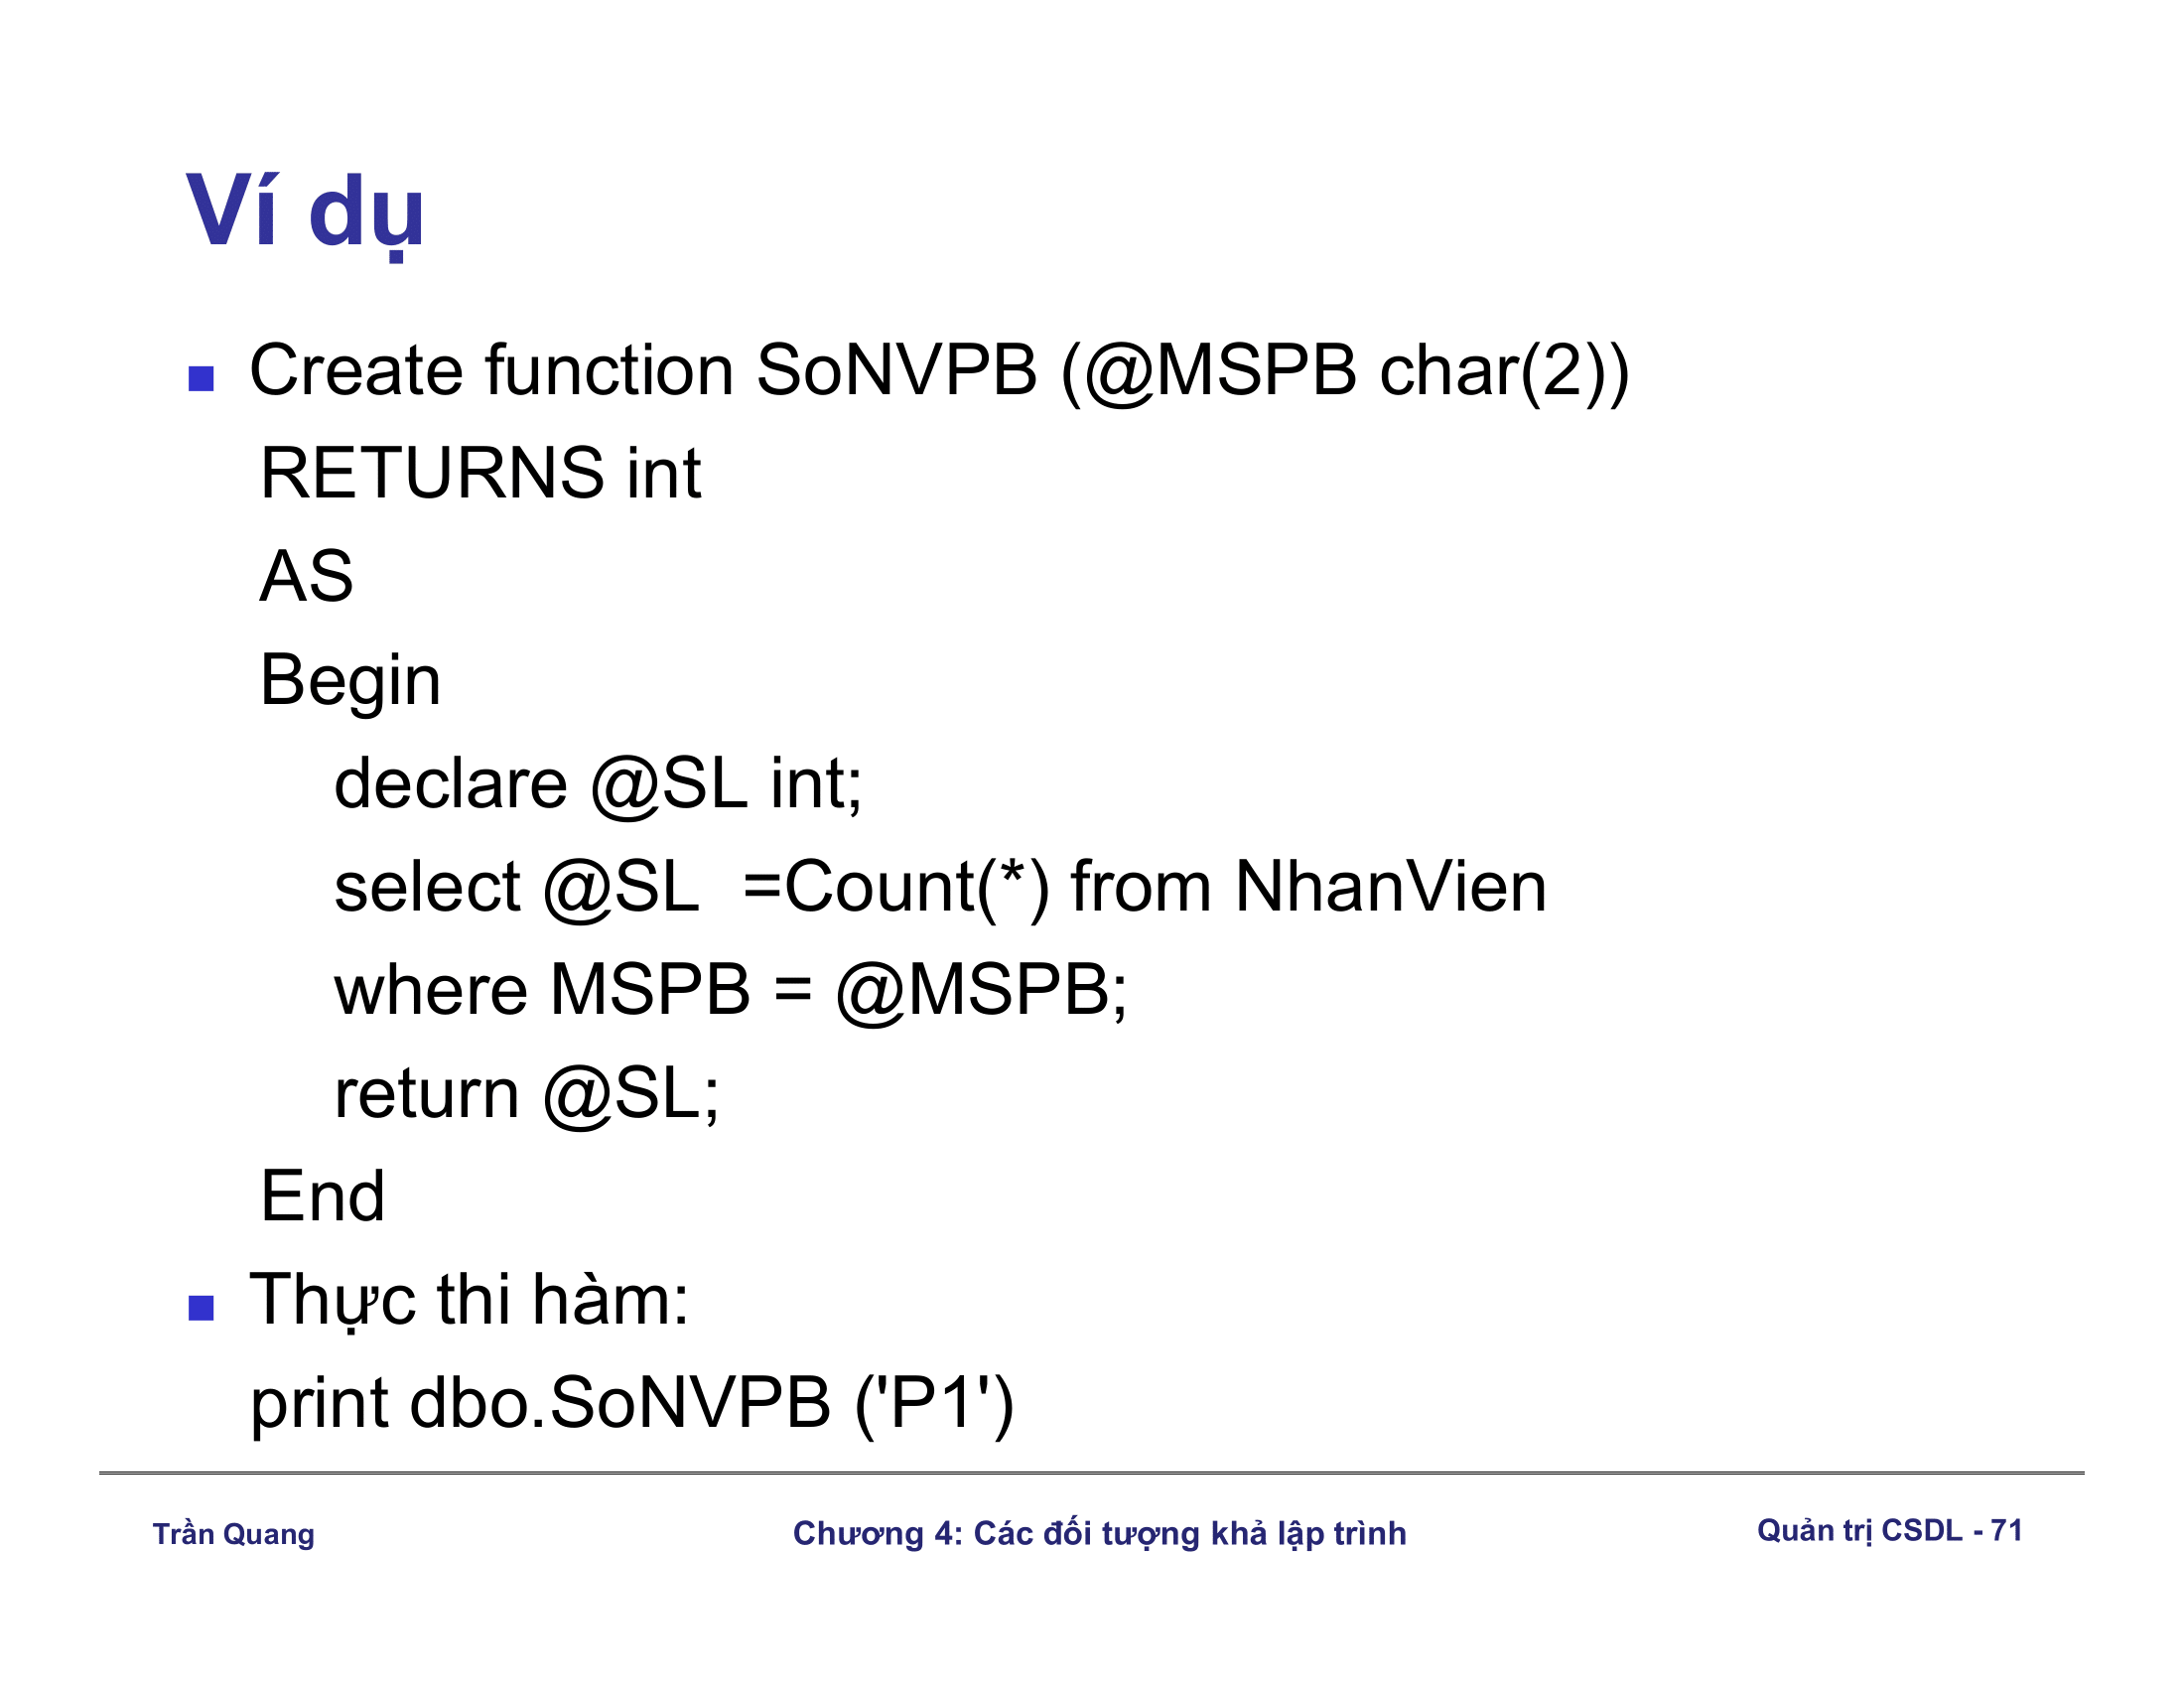 Ví dụ
Create function SoNVPB (@MSPB char(2))
RETURNS int
AS
Begin
declare @SL int;
select @SL =Count(*) from NhanVien
where MSPB = @MSPB;
return @SL;
End
Thực thi hàm:
print dbo.SoNVPB ('P1')
Trần Quang
Chương 4: Các đối tượng khả lập trình
Quản trị CSDL - 71